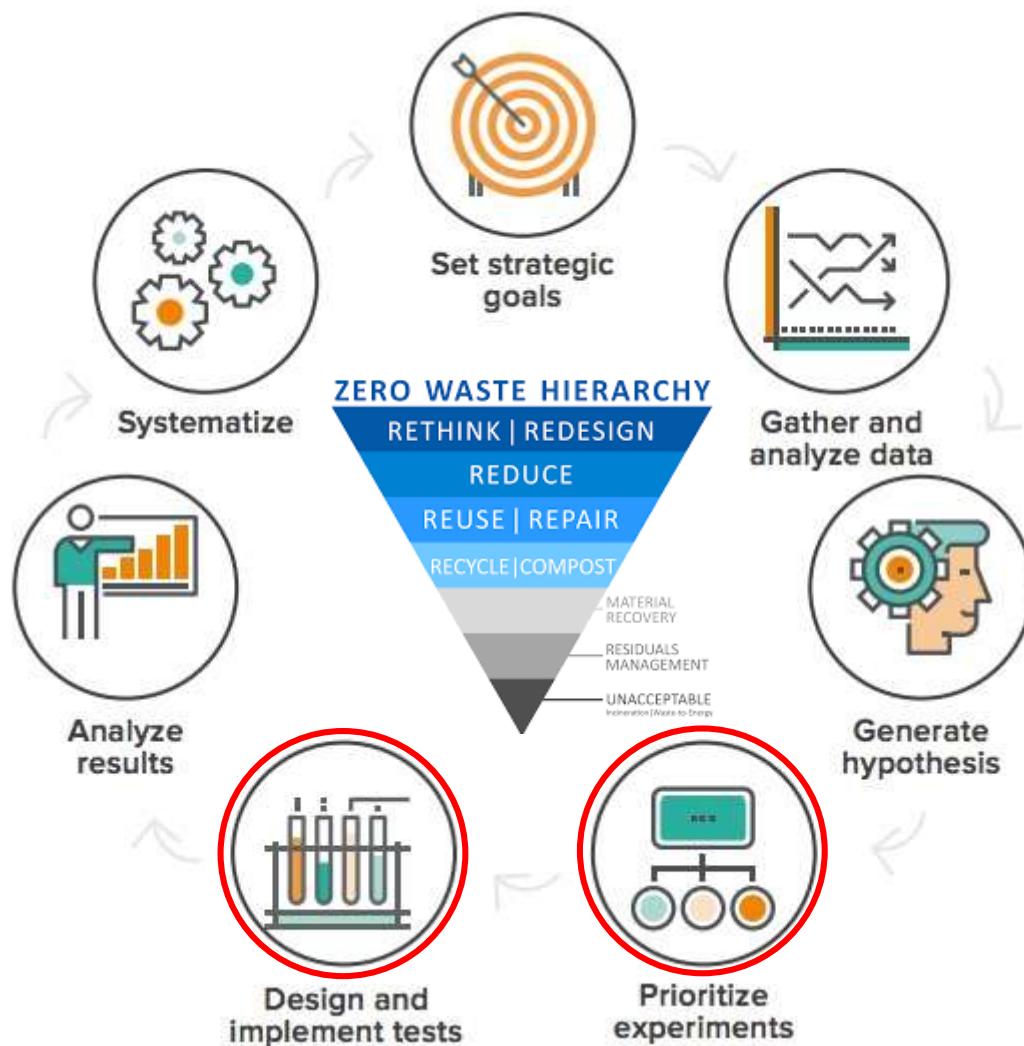 Set strategic
goals
Gather and
analyze data
Generate
hypothesis
Prioritize
experiments
Design and
implement tests
Analyze
results
Systematize
ZERO WASTE HIERARCHY
RETHINK | REDESIGN
REDUCE
REUSE | REPAIR
RECYCLE | COMPOST
MATERIAL
RECOVERY
RESIDUALS
MANAGEMENT
UNACCEPTABLE
Incineration | Waste-to-Energy